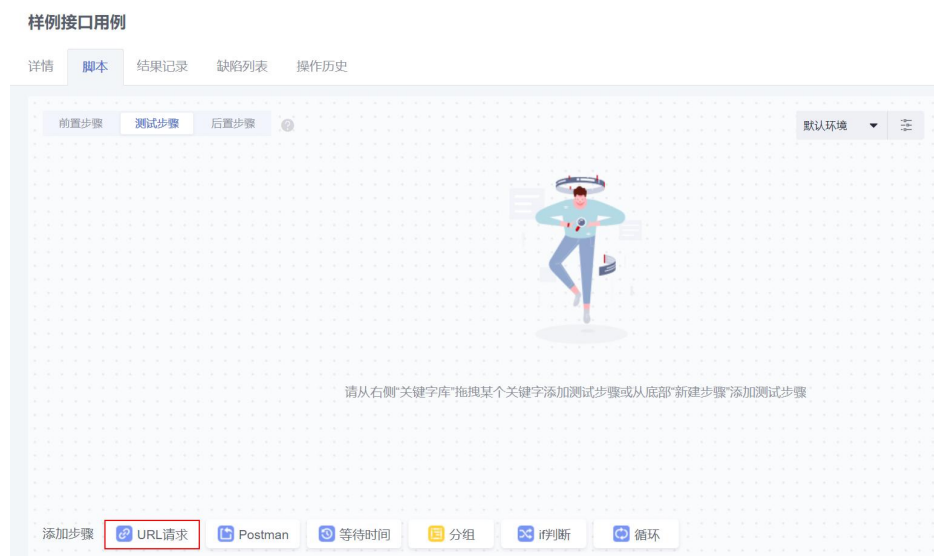 样例接口用例
详情 脚本 结果记录 缺陷列表 操作历史
前置步骤 测试步骤 后置步骤 ? 默认环境
请从右侧“关键字库”拖拽某个关键字添加测试步骤或从底部“新建步骤”添加测试步骤
添加步骤 URL请求 Postman 等待时间 分组 if判断 循环